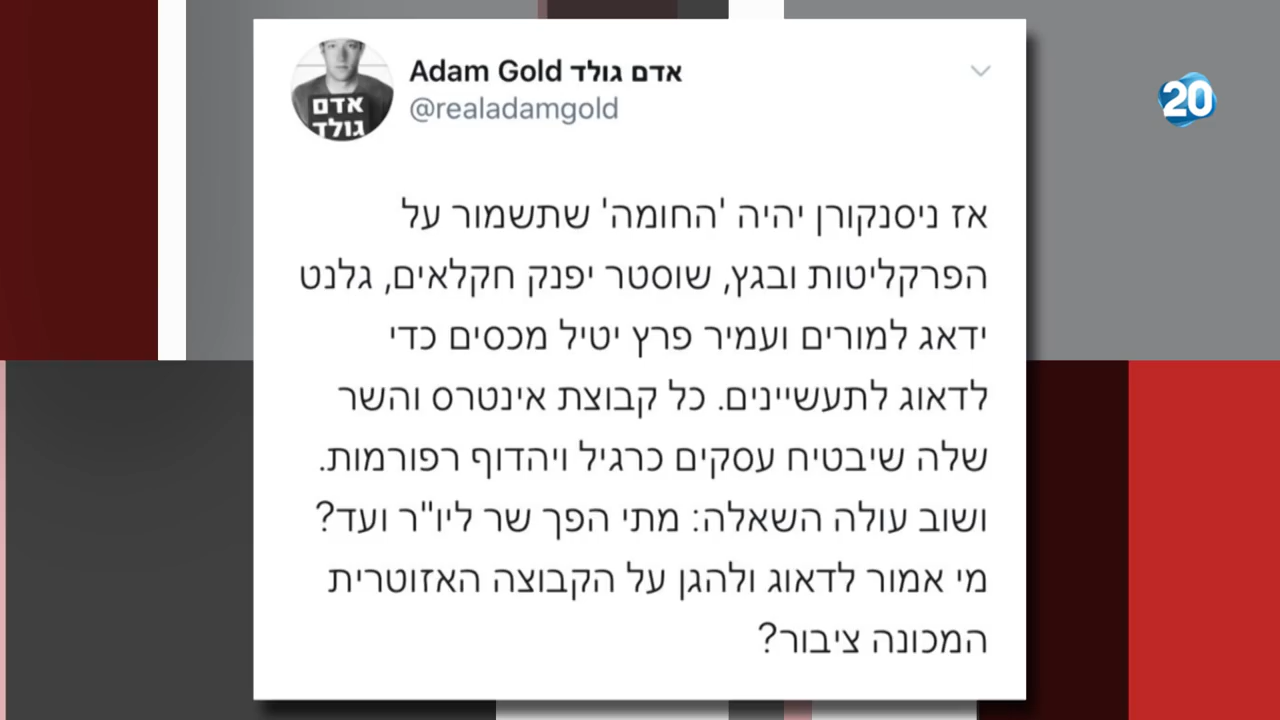 Adam Gold אדם גולד
@realadamgold
אדם
גולד
20
אז ניסנקורן יהיה 'החומה' שתשמור על
הפרקליטות ובגץ, שוסטר יפנק חקלאים, גלנט
ידאג למורים ועמיר פרץ יטיל מכסים כדי
לדאוג לתעשיינים. כל קבוצת אינטרס והשר
שלה שיבטיח עסקים כרגיל ויהדוף רפורמות.
ושוב עולה השאלה: מתי הפך שר ליו"ר ועד?
מי אמור לדאוג ולהגן על הקבוצה האזוטרית
המכונה ציבור?